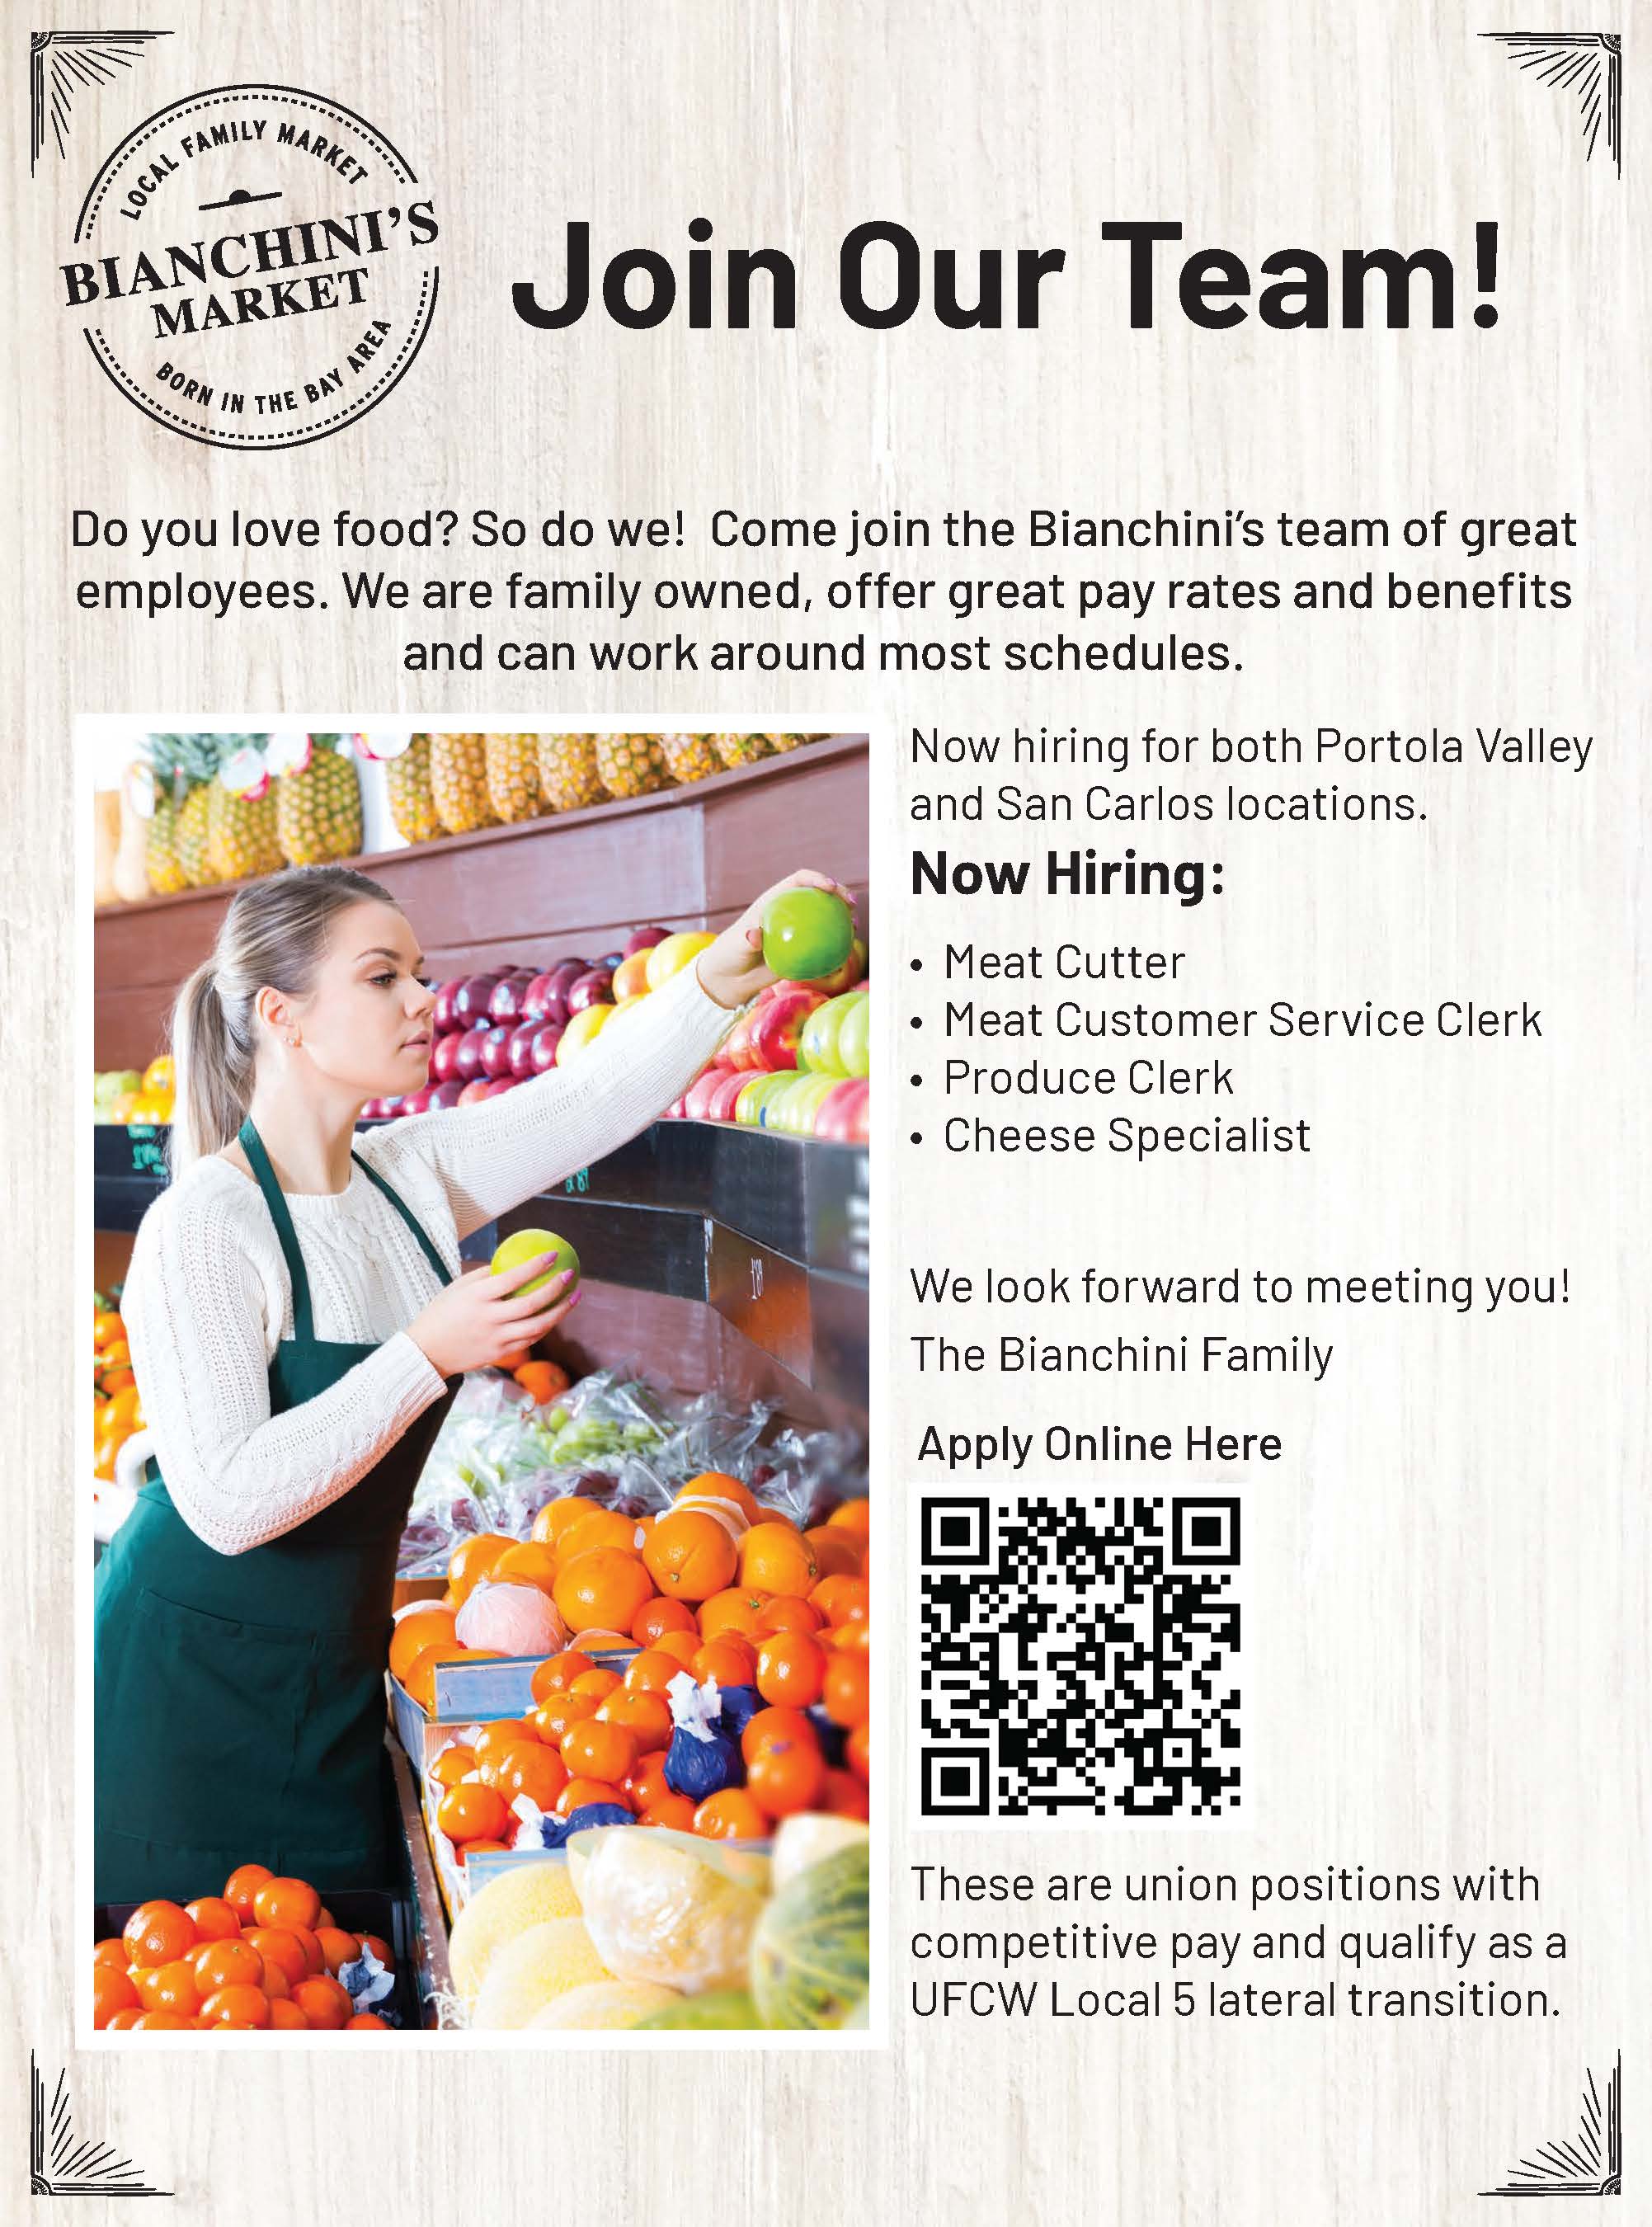 LOCAL FAMILY MARKET
BIANCHINI'S
MARKET
BORN IN THE BAY AREA
Join Our Team!
Do you love food? So do we!  Come join the Bianchini's team of great
employees. We are family owned, offer great pay rates and benefits
and can work around most schedules.
Now hiring for both Portola Valley
and San Carlos locations.
Now Hiring:
• Meat Cutter
• Meat Customer Service Clerk
• Produce Clerk
• Cheese Specialist
We look forward to meeting you!
The Bianchini Family
Apply Online Here
These are union positions with
competitive pay and qualify as a
UFCW Local 5 lateral transition.